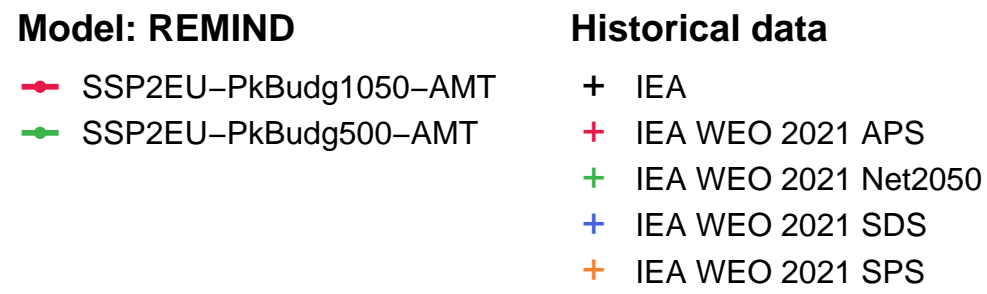 Model: REMIND
SSP2EU−PkBudg1050−AMT
SSP2EU−PkBudg500−AMT
Historical data
IEA
IEA WEO 2021 APS
IEA WEO 2021 Net2050
IEA WEO 2021 SDS
IEA WEO 2021 SPS